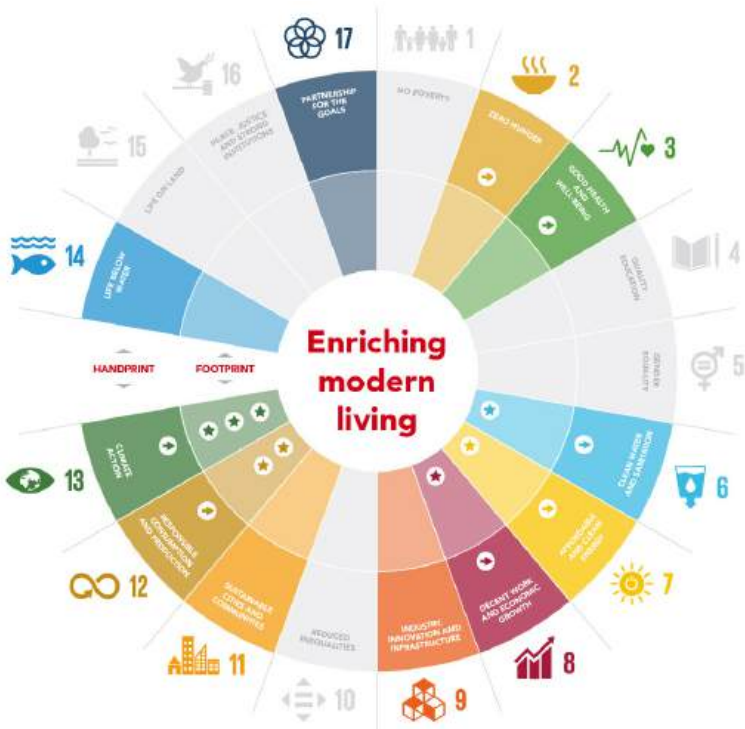 17
PARTNERSHIP
FOR THE
GOALS
1
NO POVERTY
2
ZERO HUNGER
3
GOOD HEALTH
AND
WELL-BEING
4
QUALITY
EDUCATION
5
GENDER
EQUALITY
6
CLEAN WATER
AND SANITATION
7
AFFORDABLE
AND CLEAN
ENERGY
8
DECENT WORK
AND ECONOMIC
GROWTH
9
INDUSTRY,
INNOVATION AND
INFRASTRUCTURE
10
REDUCED
INEQUALITIES
11
SUSTAINABLE
CITIES AND
COMMUNITIES
12
RESPONSIBLE
CONSUMPTION
AND PRODUCTION
13
CLIMATE
ACTION
HANDPRINT
FOOTPRINT
14
LIFE BELOW
WATER
15
LIFE ON LAND
16
PEACE, JUSTICE
AND STRONG
INSTITUTIONS
Enriching
modern
living